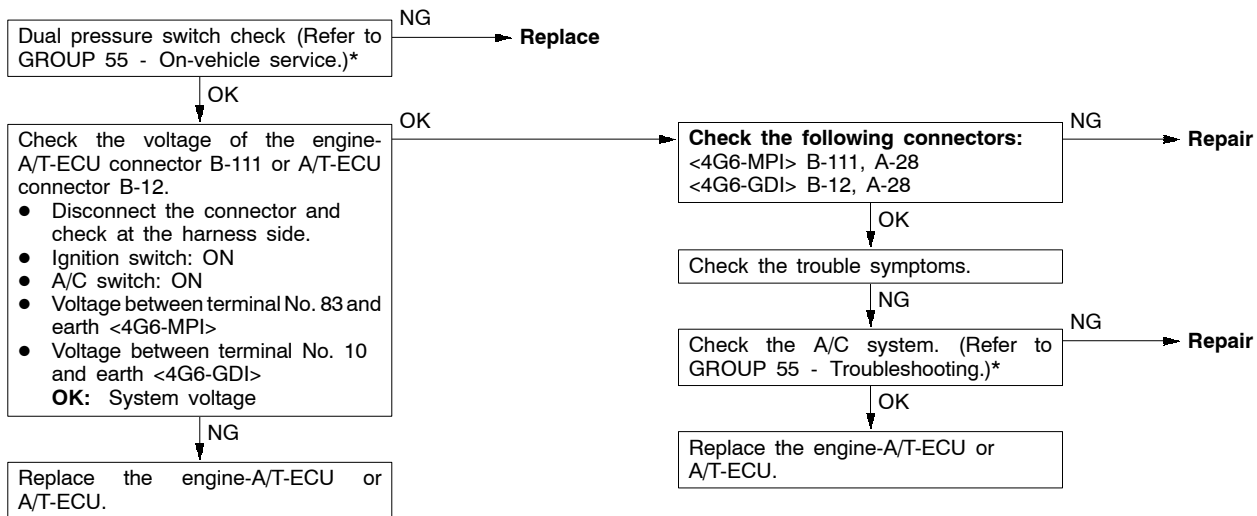 Dual pressure switch check (Refer to
GROUP 55 - On-vehicle service.)*
NG
Replace
OK
Check the voltage of the engine-
A/T-ECU connector B-111 or A/T-ECU
connector B-12.
● Disconnect the connector and
check at the harness side.
● Ignition switch: ON
● A/C switch: ON
● Voltage between terminal No. 83 and
earth <4G6-MPI>
● Voltage between terminal No. 10
and earth <4G6-GDI>
OK: System voltage
NG
Replace the engine-A/T-ECU or
A/T-ECU.
OK
Check the following connectors:
<4G6-MPI> B-111, A-28
<4G6-GDI> B-12, A-28
NG
Repair
OK
Check the trouble symptoms.
NG
Check the A/C system. (Refer to
GROUP 55 - Troubleshooting.)*
NG
Repair
OK
Replace the engine-A/T-ECU or
A/T-ECU.